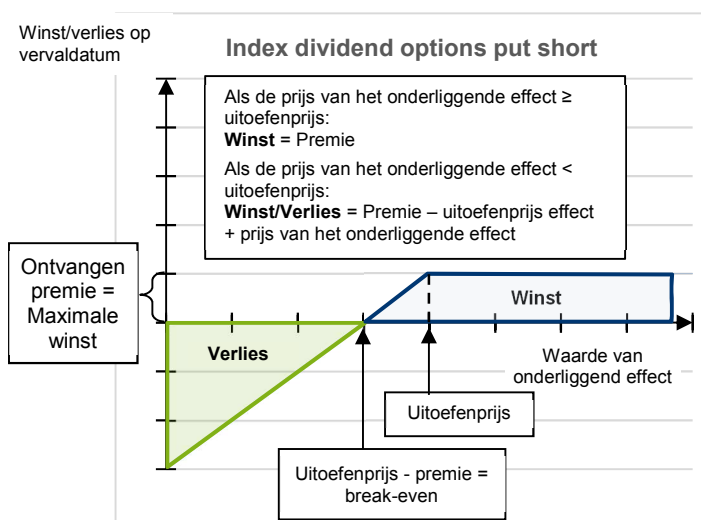 Winst/verlies op
vervaldatum
Index dividend options put short
Als de prijs van het onderliggende effect ≥
uitoefenprijs:
Winst = Premie
Als de prijs van het onderliggende effect <
uitoefenprijs:
Winst/Verlies = Premie – uitoefenprijs effect
+ prijs van het onderliggende effect
Ontvangen
premie =
Maximale
winst
Winst
Verlies
Waarde van
onderliggend effect
Uitoefenprijs
Uitoefenprijs - premie =
break-even